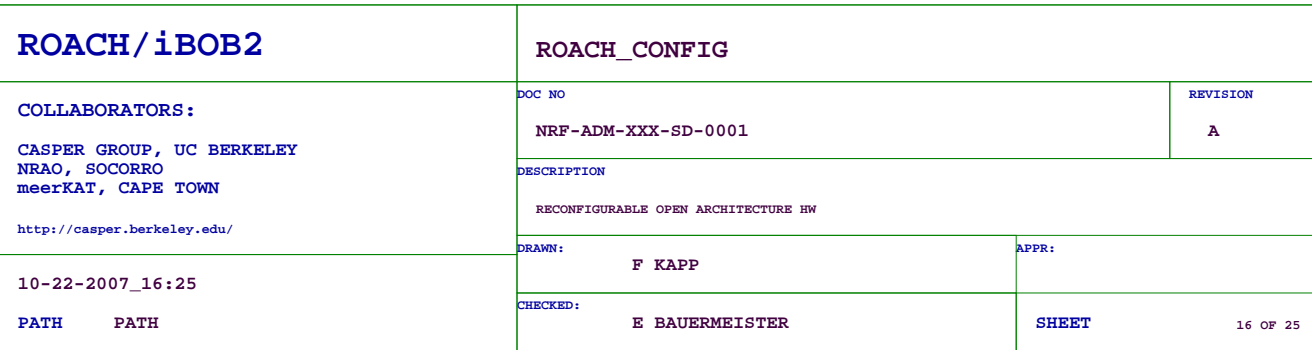 ROACH/iBOB2
COLLABORATORS:
CASPER GROUP, UC BERKELEY
NRAO, SOCORRO
meerKAT, CAPE TOWN
http://casper.berkeley.edu/
10-22-2007_16:25
PATH PATH
ROACH_CONFIG
DOC NO
NRF-ADM-XXX-SD-0001
REVISION
A
DESCRIPTION
RECONFIGURABLE OPEN ARCHITECTURE HW
DRAWN:
F KAPP
APPR:
CHECKED:
E BAUERMEISTER
SHEET 16 OF 25